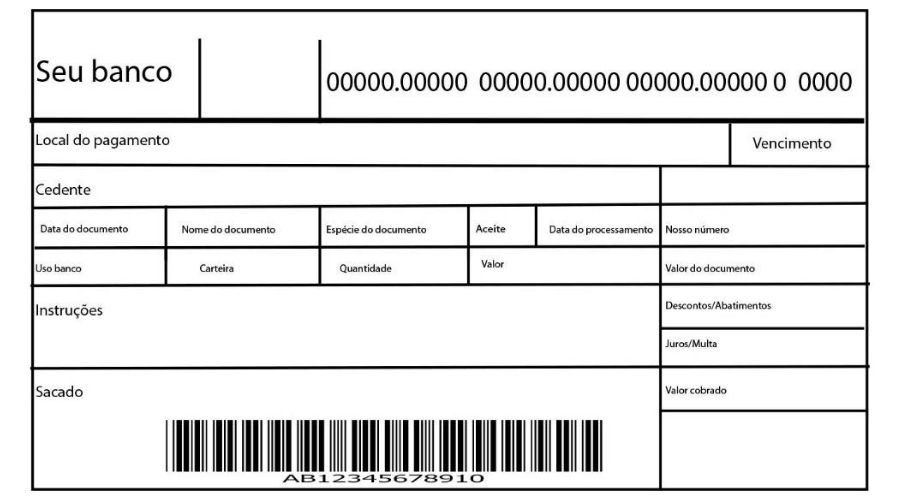 Seu banco
00000.00000 00000.00000 00000.00000 0 0000
Local do pagamento
Vencimento
Cedente
Data do documento
Nome do documento
Espécie do documento
Aceite
Data do processamento
Nosso número
Uso banco
Carteira
Quantidade
Valor
Valor do documento
Instruções
Descontos/Abatimentos
Juros/Multa
Sacado
Valor cobrado
AB12345678910